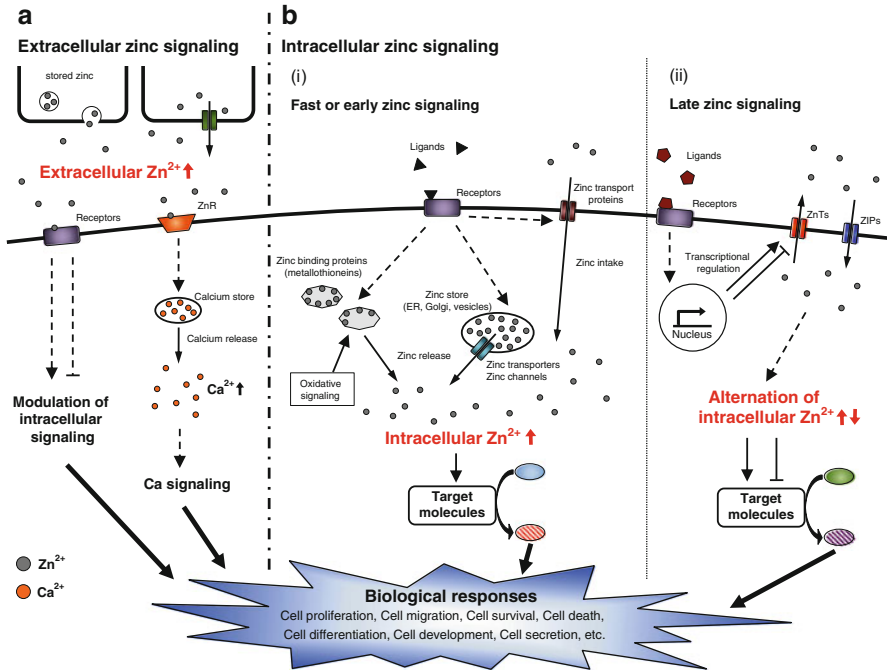 a
Extracellular zinc signaling
stored zinc
Extracellular Zn2+
Receptors
ZnR
Calcium store
Calcium release
Ca2+
Modulation of
intracellular
signaling
Ca signaling
Zn2+
Ca2+
b
Intracellular zinc signaling
(i)
Fast or early zinc signaling
Ligands
Receptors
Zinc transport
proteins
Zinc binding proteins
(metallothioneins)
Zinc store
(ER, Golgi, vesicles)
Zinc intake
Zinc release
Zinc transporters
Zinc channels
Oxidative
signaling
Intracellular Zn2+
Target
molecules
(ii)
Late zinc signaling
Ligands
Receptors
ZnTs
ZIPs
Transcriptional
regulation
Nucleus
Alternation of
intracellular Zn2+
Target
molecules
Biological responses
Cell proliferation, Cell migration, Cell survival, Cell death,
Cell differentiation, Cell development, Cell secretion, etc.